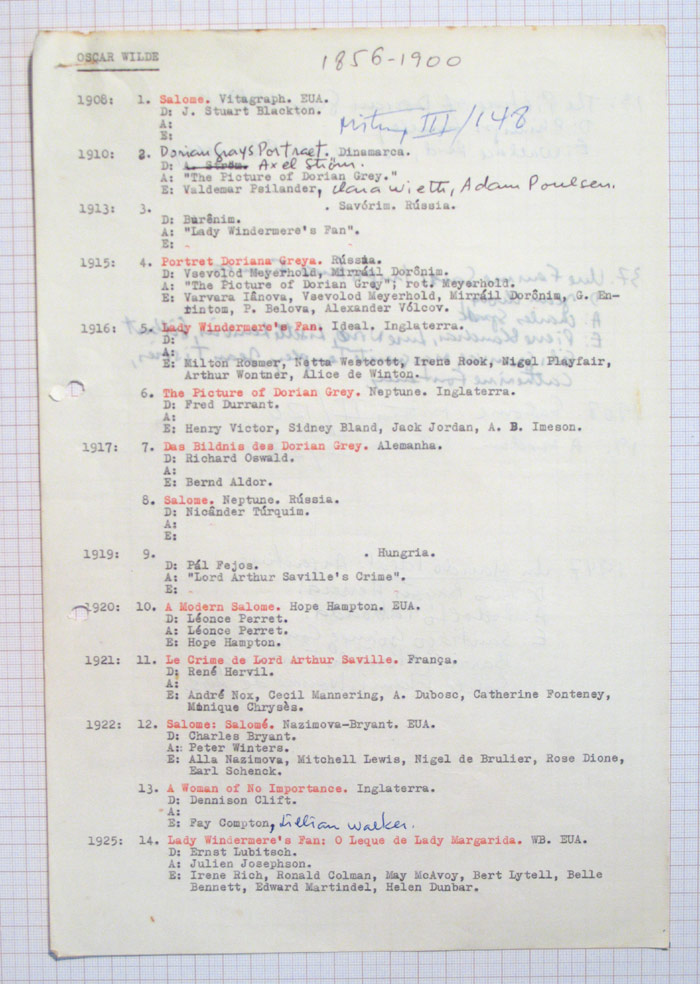 OSCAR WILDE
1856-1900
1908: 1. Salome. Vitagraph. EUA.
D: J. Stuart Blackton.
A:
E:
III/148
1910: 2. Dorian Grays Portraet. Dinamarca.
D: A. Ström. Axel Ström.
A: "The Picture of Dorian Grey."
E: Valdemar Psilander, Clara Wieth, Adam Poulsen.
1913: 3. . Savórim. Rússia.
D: Burênim.
A: "Lady Windermere's Fan".
E:
1915: 4. Portret Doriana Greya. Rússia.
D: Vsevolod Meyerhold, Mirráil Dorônim.
A: "The Picture of Dorian Grey"; rot. Meyerhold.
E: Varvara Iânova, Vsevolod Meyerhold, Mirráil Dorônim, G. En-
rintom, P. Belova, Alexander Vólcov.
1916: 5. Lady Windermere's Fan. Ideal. Inglaterra.
D:
A:
E: Milton Rosmer, Netta Westcott, Irene Rook, Nigel Playfair,
Arthur Wontner, Alice de Winton.
6. The Picture of Dorian Grey. Neptune. Inglaterra.
D: Fred Durrant.
A:
E: Henry Victor, Sidney Bland, Jack Jordan, A. B. Imeson.
1917: 7. Das Bildnis des Dorian Grey. Alemanha.
D: Richard Oswald.
A:
E: Bernd Aldor.
8. Salome. Neptune. Rússia.
D: Nicânder Túrquim.
A:
E:
1919: 9. . Hungria.
D: Pál Fejos.
A: "Lord Arthur Saville's Crime".
E:
1920: 10. A Modern Salome. Hope Hampton. EUA.
D: Léonce Perret.
A: Léonce Perret.
E: Hope Hampton.
1921: 11. Le Crime de Lord Arthur Saville. França.
D: René Hervil.
A:
E: André Nox, Cecil Mannering, A. Dubosc, Catherine Fonteney,
Monique Chrysès.
1922: 12. Salome: Salomé. Nazimova-Bryant. EUA.
D: Charles Bryant.
A: Peter Winters.
E: Alla Nazimova, Mitchell Lewis, Nigel de Brulier, Rose Dione,
Earl Schenck.
13. A Woman of No Importance. Inglaterra.
D: Dennison Clift.
A:
E: Fay Compton, Lillian Walker.
1925: 14. Lady Windermere's Fan: O Leque de Lady Margarida. WB. EUA.
D: Ernst Lubitsch.
A: Julien Josephson.
E: Irene Rich, Ronald Colman, May McAvoy, Bert Lytell, Belle
Bennett, Edward Martindel, Helen Dunbar.